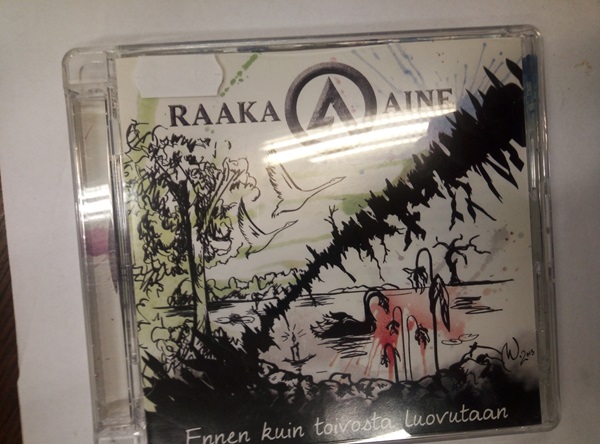 RAAKA AINE
Ennen kuin toivosta luovutaan